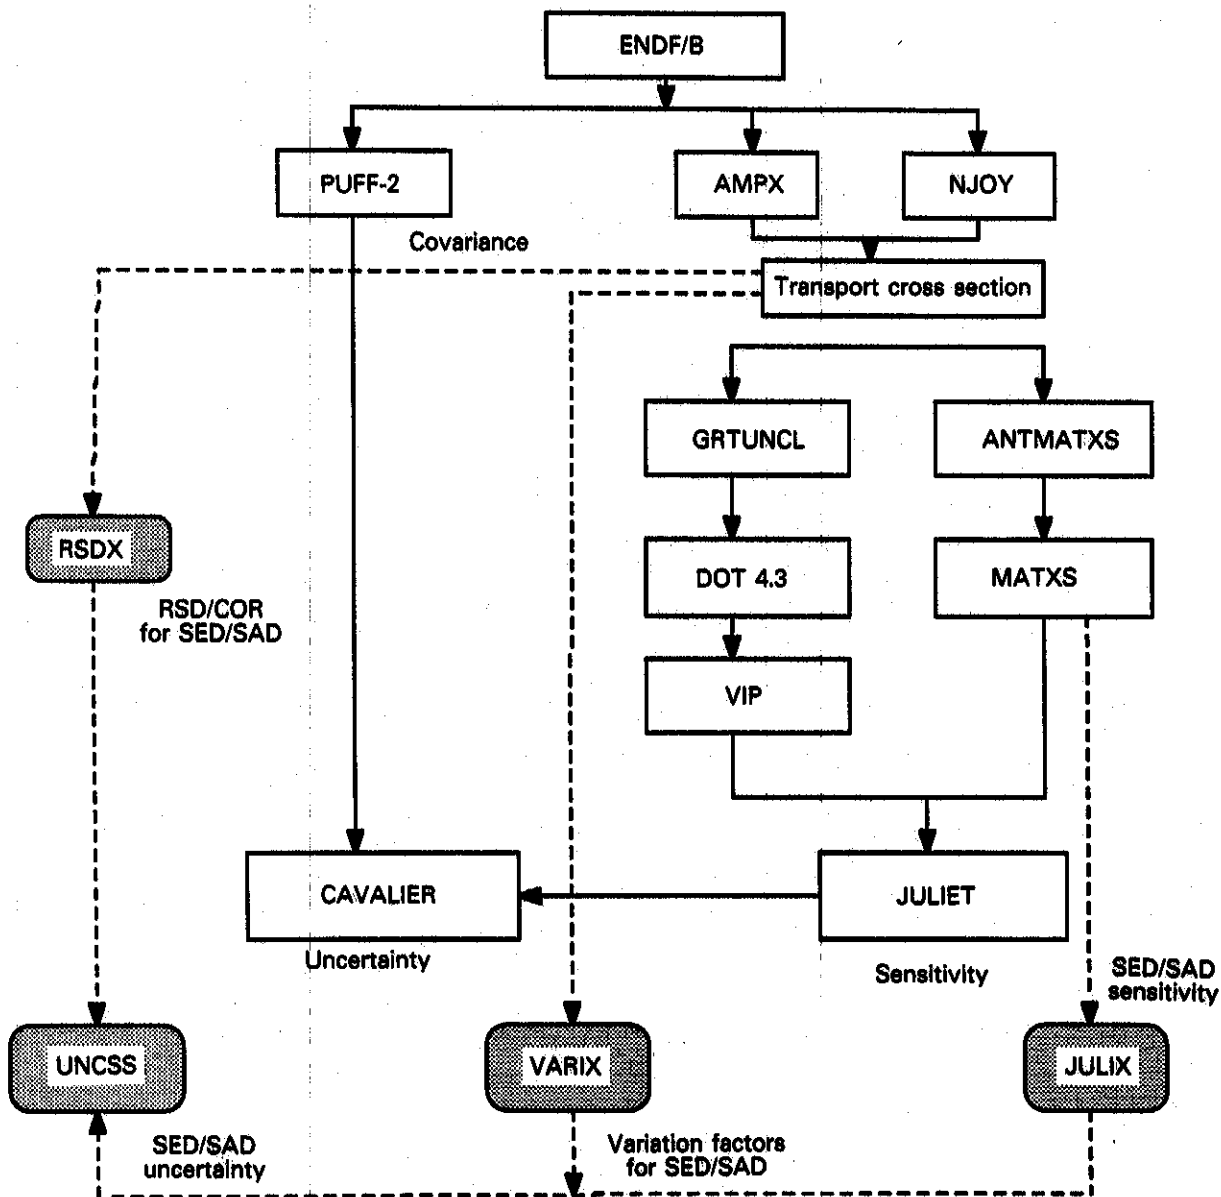 ENDF/B
PUFF-2
AMPX
NJOY
Covariance
Transport cross section
GRTUNCL
ANTMATXS
RSDX
DOT 4.3
MATXS
RSD/COR
for SED/SAD
VIP
CAVALIER
JULIET
Uncertainty
Sensitivity
SED/SAD
sensitivity
UNCSS
VARIX
JULIX
SED/SAD
uncertainty
Variation factors
for SED/SAD